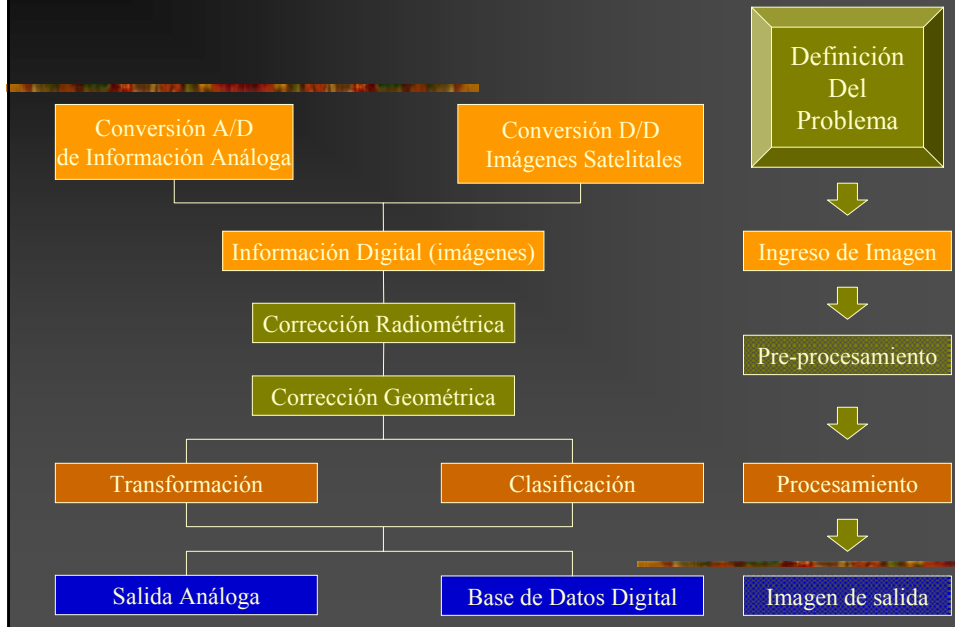 Definición
Del
Problema
Conversión A/D
de Información Análoga
Conversión D/D
Imágenes Satelitales
Información Digital (imágenes)
Ingreso de Imagen
Corrección Radiométrica
Pre-procesamiento
Corrección Geométrica
Transformación
Clasificación
Procesamiento
Salida Análoga
Base de Datos Digital
Imagen de salida